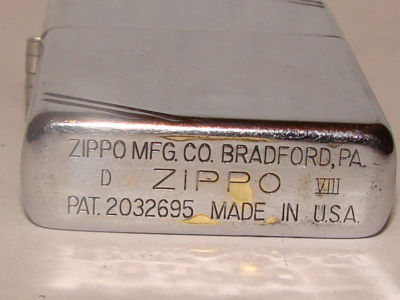 ZIPPO MFG. CO. BRADFORD, PA.
D ZiPPO VIII
PAT. 2032695 MADE IN U.S.A.